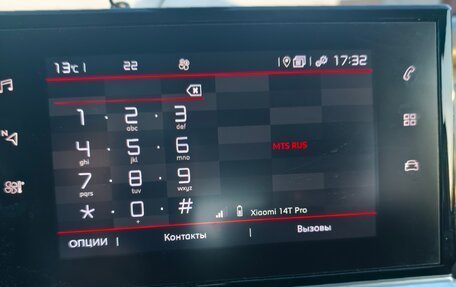 13°C 22 17:32
1 · 2 · 3
abc def
4 · 5 · 6
ghi jkl mno
MTS RUS
7 · 8 · 9
pqrs tuv wxyz
* · 0 · #
+
Xiaomi 14T Pro
ОПЦИИ Контакты Вызовы